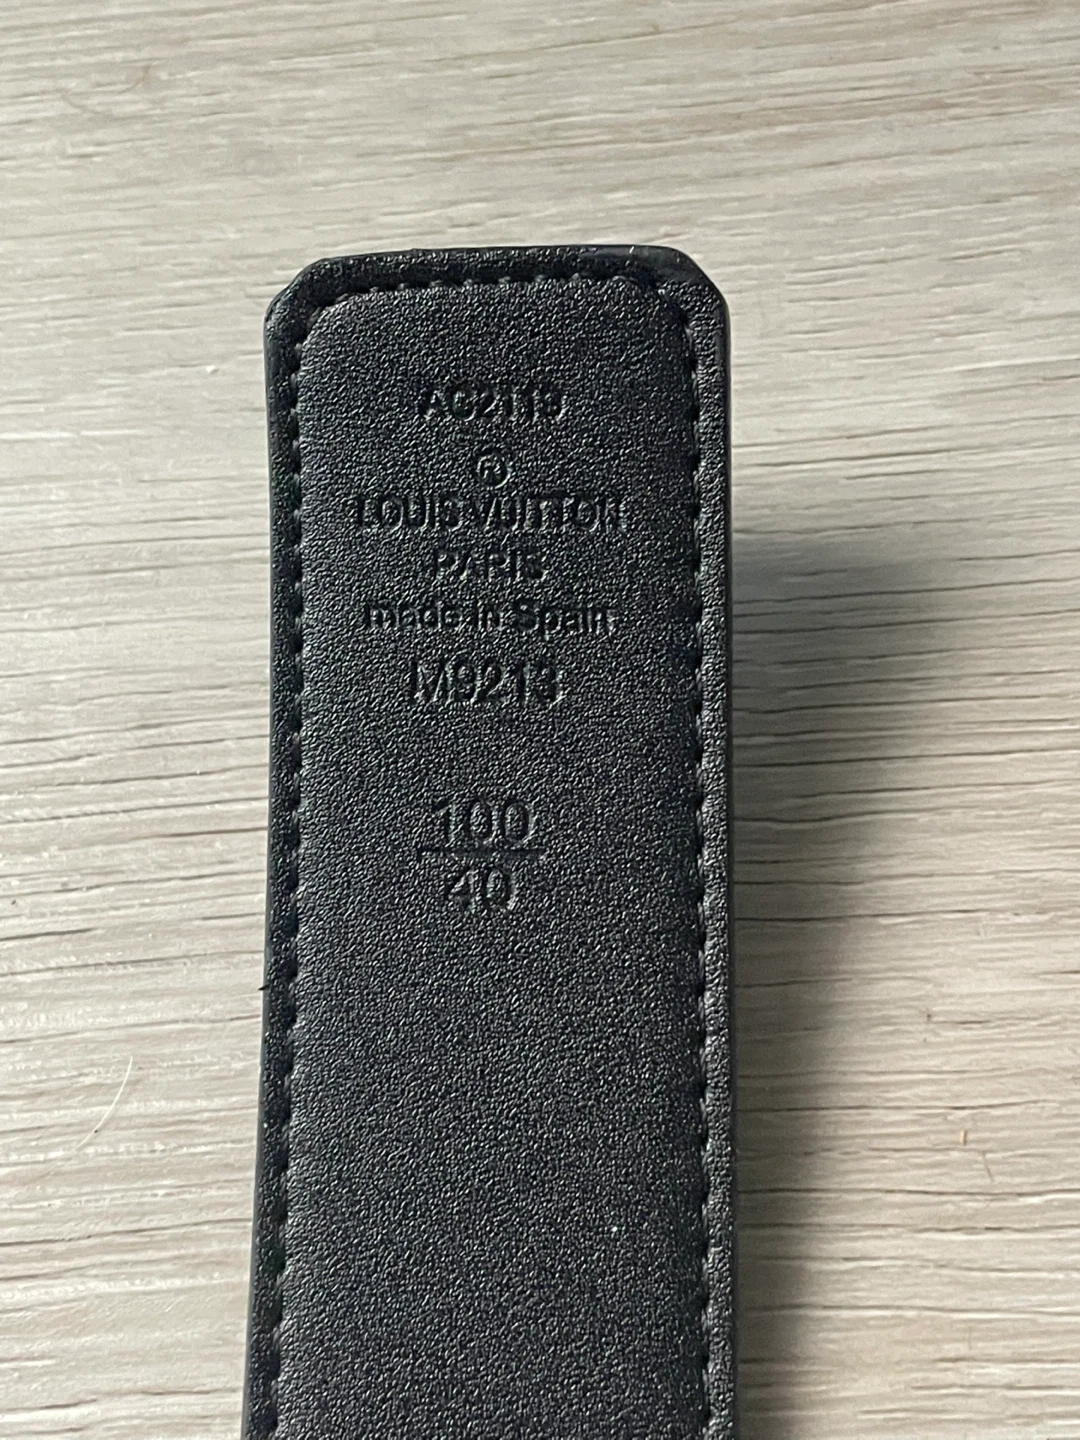 AC2119
®
LOUIS VUITTON
PARIS
made in Spain
M9213
100
40